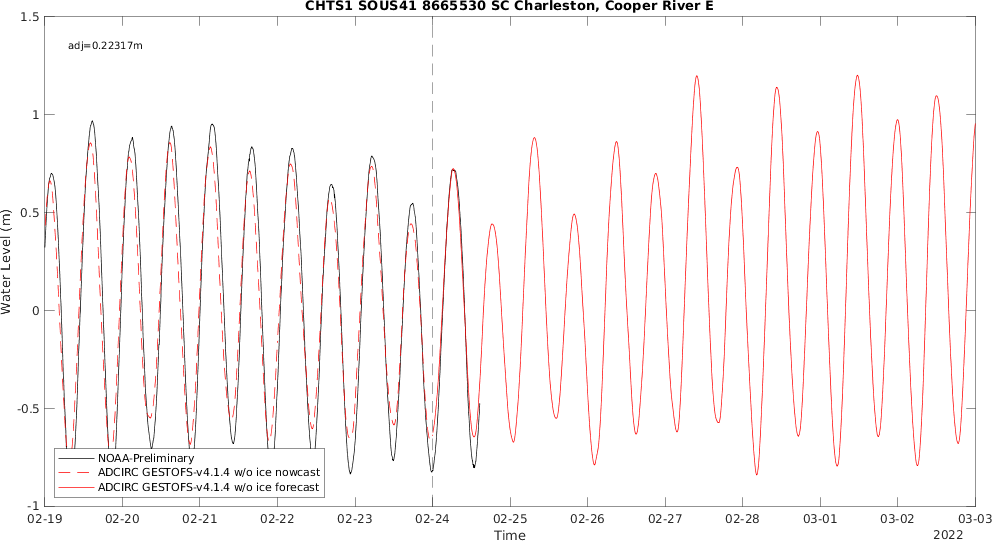 CHTS1 SOUS41 8665530 SC Charleston, Cooper River E
adj=0.22317m
1.5
1
0.5
0
-0.5
-1
Water Level (m)
NOAA-Preliminary
ADCIRC GESTOFS-v4.1.4 w/o ice nowcast
ADCIRC GESTOFS-v4.1.4 w/o ice forecast
02-19 02-20 02-21 02-22 02-23 02-24 02-25 02-26 02-27 02-28 03-01 03-02 03-03
Time
2022